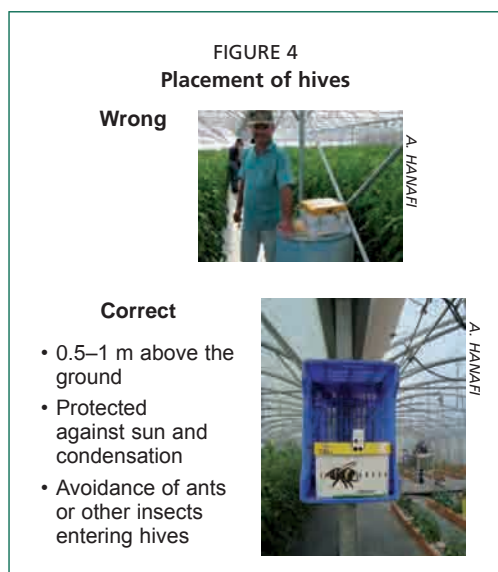 FIGURE 4
Placement of hives
Wrong
A. HANAFI
Correct
• 0.5–1 m above the
ground
• Protected
against sun and
condensation
• Avoidance of ants
or other insects
entering hives
A. HANAFI